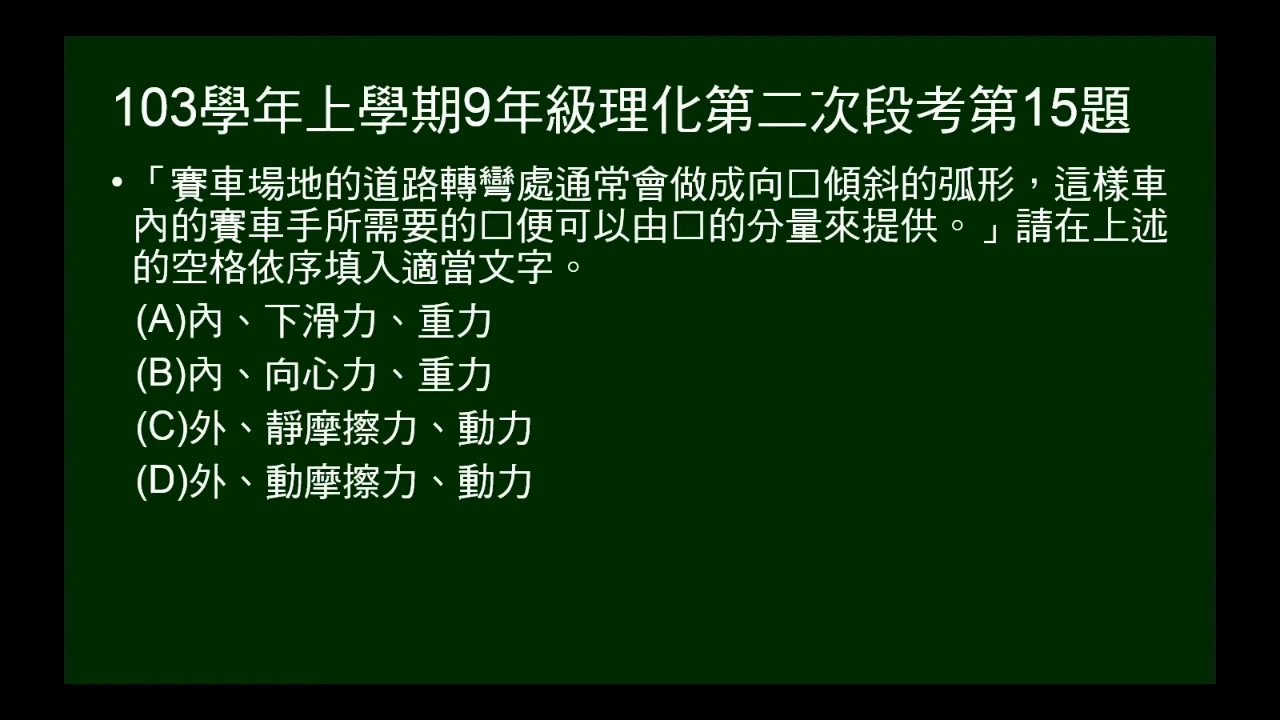 103學年上學期9年級理化第二次段考第15題
•「賽車場地的道路轉彎處通常會做成向□傾斜的弧形，這樣車
內的賽車手所需要的□便可以由□的分量來提供。」請在上述
的空格依序填入適當文字。
(A)內、下滑力、重力
(B)內、向心力、重力
(C)外、靜摩擦力、動力
(D)外、動摩擦力、動力